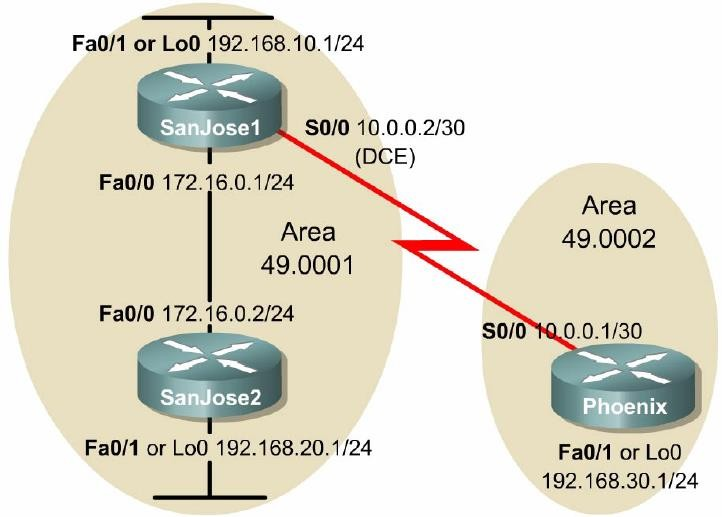 Fa0/1 or Lo0 192.168.10.1/24
SanJose1
S0/0 10.0.0.2/30
(DCE)
Fa0/0 172.16.0.1/24
Area
49.0001
Area
49.0002
Fa0/0 172.16.0.2/24
S0/0 10.0.0.1/30
SanJose2
Phoenix
Fa0/1 or Lo0 192.168.20.1/24
Fa0/1 or Lo0
192.168.30.1/24